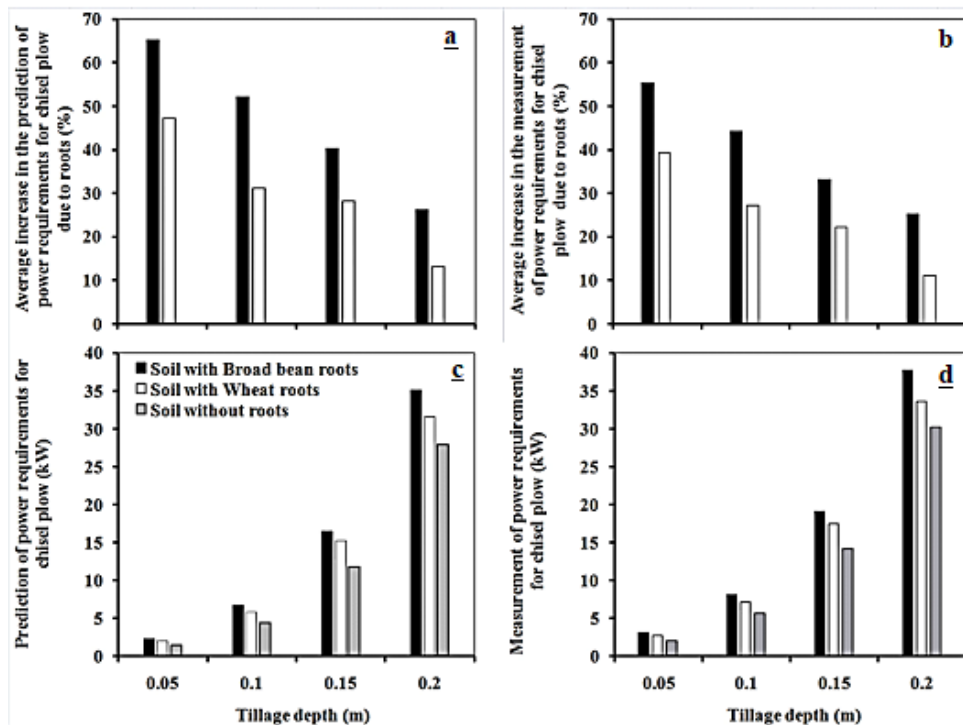 Average increase in the prediction of
power requirements for chisel plow
due to roots (%)
70
60
50
40
30
20
10
0
a
Average increase in the measurement
of power requirements for chisel
plow due to roots (%)
70
60
50
40
30
20
10
0
b
Prediction of power requirements for
chisel plow (kW)
40
35
30
25
20
15
10
5
0
Soil with Broad bean roots
Soil with Wheat roots
Soil without roots
c
0.05 0.1 0.15 0.2
Tillage depth (m)
Measurement of power requirements
for chisel plow (kW)
40
35
30
25
20
15
10
5
0
d
0.05 0.1 0.15 0.2
Tillage depth (m)